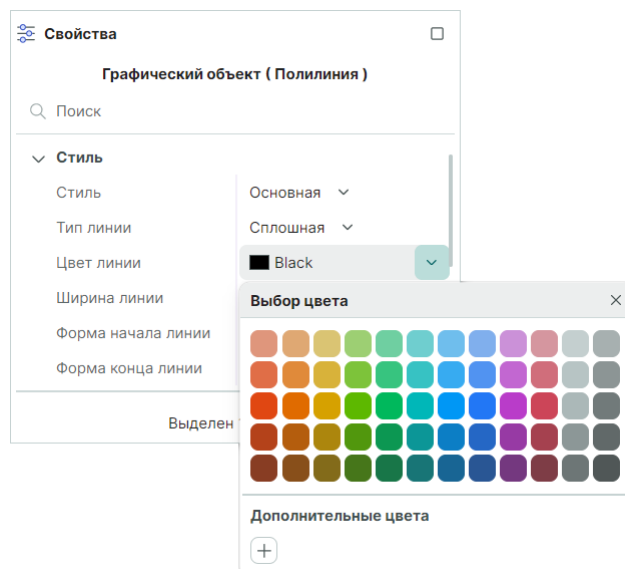 Свойства
Графический объект ( Полилиния )
Поиск
Стиль
Стиль Основная
Тип линии Сплошная
Цвет линии Black
Ширина линии
Выбор цвета
Форма начала линии
Форма конца линии
Выделен
Дополнительные цвета